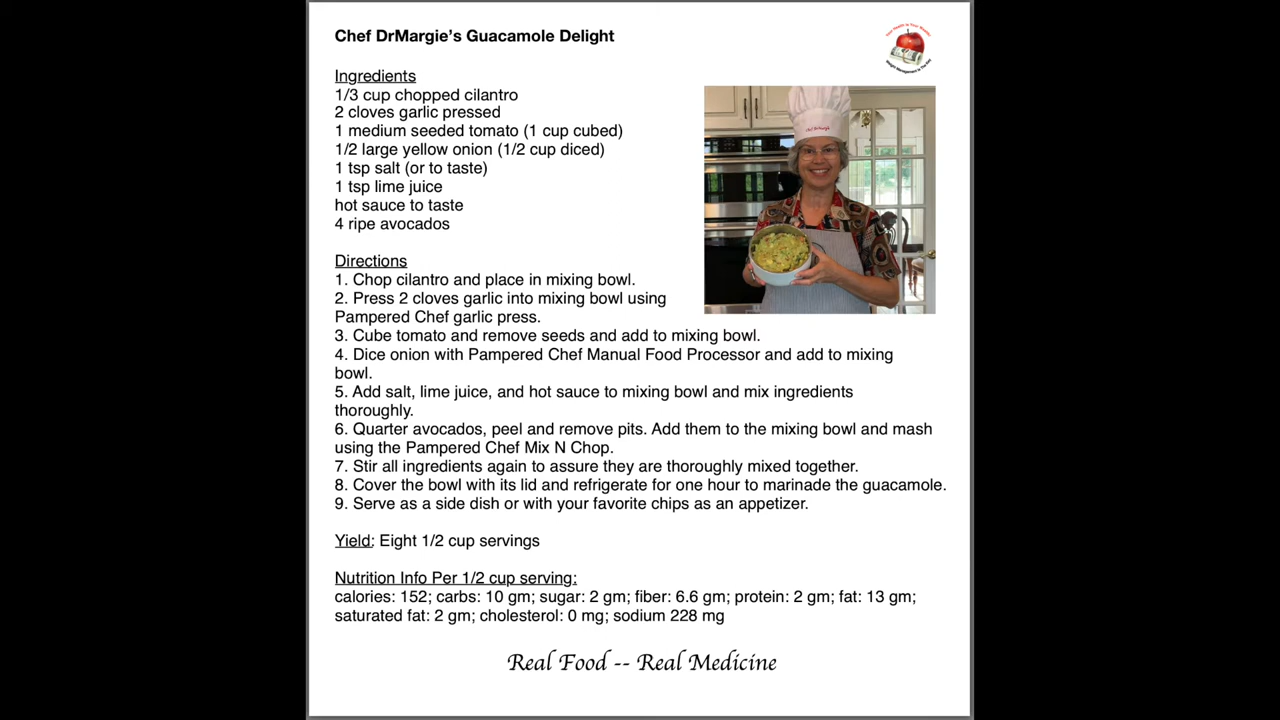 Chef DrMargie's Guacamole Delight
Ingredients
1/3 cup chopped cilantro
2 cloves garlic pressed
1 medium seeded tomato (1 cup cubed)
1/2 large yellow onion (1/2 cup diced)
1 tsp salt (or to taste)
1 tsp lime juice
hot sauce to taste
4 ripe avocados
Directions
1. Chop cilantro and place in mixing bowl.
2. Press 2 cloves garlic into mixing bowl using
Pampered Chef garlic press.
3. Cube tomato and remove seeds and add to mixing bowl.
4. Dice onion with Pampered Chef Manual Food Processor and add to mixing
bowl.
5. Add salt, lime juice, and hot sauce to mixing bowl and mix ingredients
thoroughly.
6. Quarter avocados, peel and remove pits. Add them to the mixing bowl and mash
using the Pampered Chef Mix N Chop.
7. Stir all ingredients again to assure they are thoroughly mixed together.
8. Cover the bowl with its lid and refrigerate for one hour to marinade the guacamole.
9. Serve as a side dish or with your favorite chips as an appetizer.
Yield: Eight 1/2 cup servings
Nutrition Info Per 1/2 cup serving:
calories: 152; carbs: 10 gm; sugar: 2 gm; fiber: 6.6 gm; protein: 2 gm; fat: 13 gm;
saturated fat: 2 gm; cholesterol: 0 mg; sodium 228 mg
Real Food -- Real Medicine